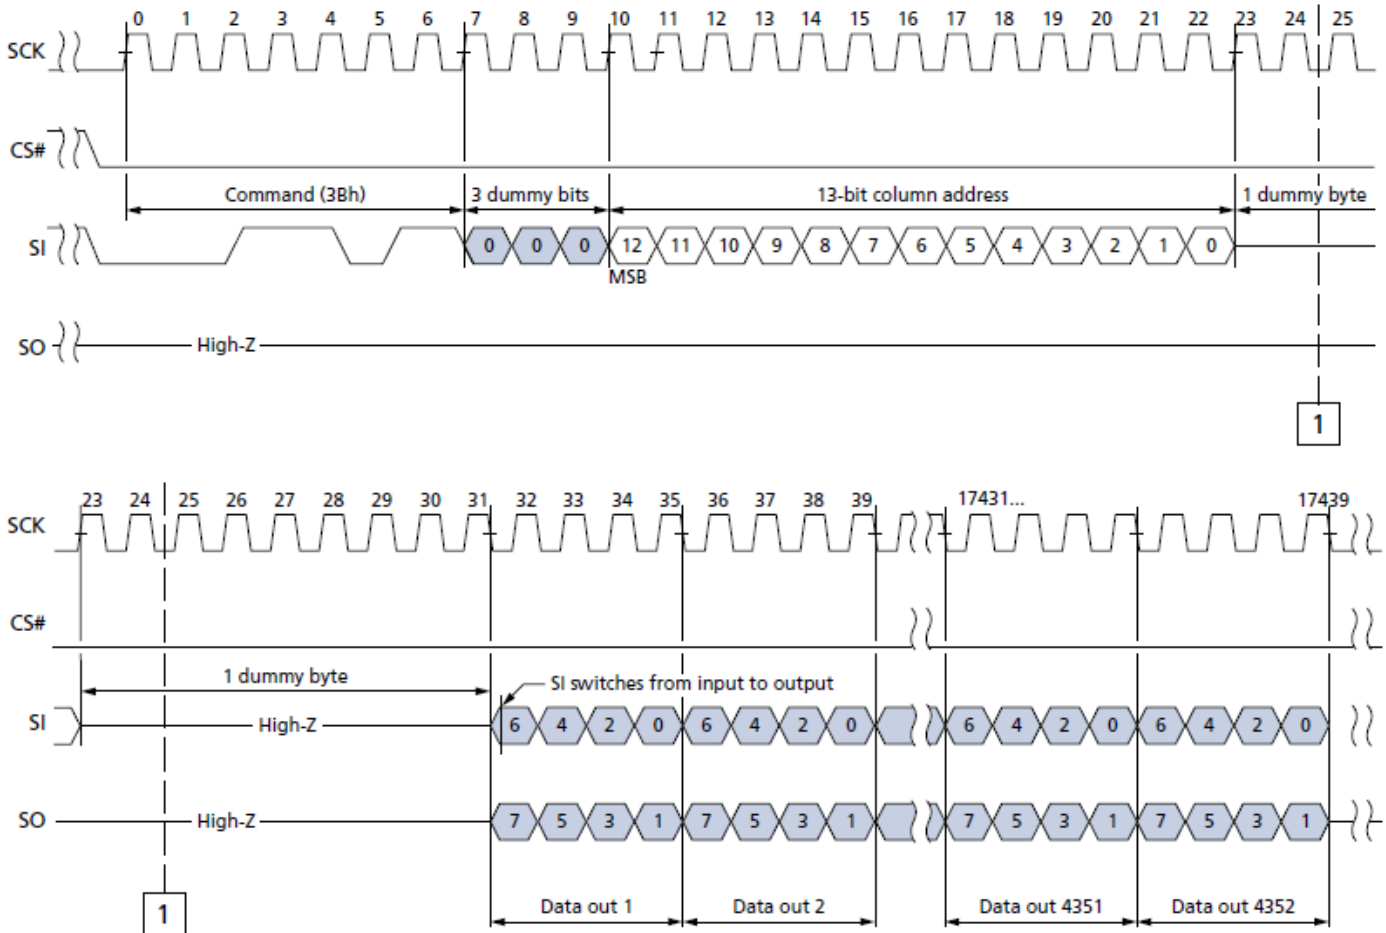 0 1 2 3 4 5 6 7 8 9 10 11 12 13 14 15 16 17 18 19 20 21 22 23 24 25
SCK
CS#
Command (3Bh) 3 dummy bits 13-bit column address 1 dummy byte
SI 0 0 0 12 11 10 9 8 7 6 5 4 3 2 1 0
MSB
SO High-Z
1
23 24 25 26 27 28 29 30 31 32 33 34 35 36 37 38 39 17431... 17439
SCK
CS#
1 dummy byte SI switches from input to output
SI High-Z 6 4 2 0 6 4 2 0 6 4 2 0 6 4 2 0
SO High-Z 7 5 3 1 7 5 3 1 7 5 3 1 7 5 3 1
1 Data out 1 Data out 2 Data out 4351 Data out 4352